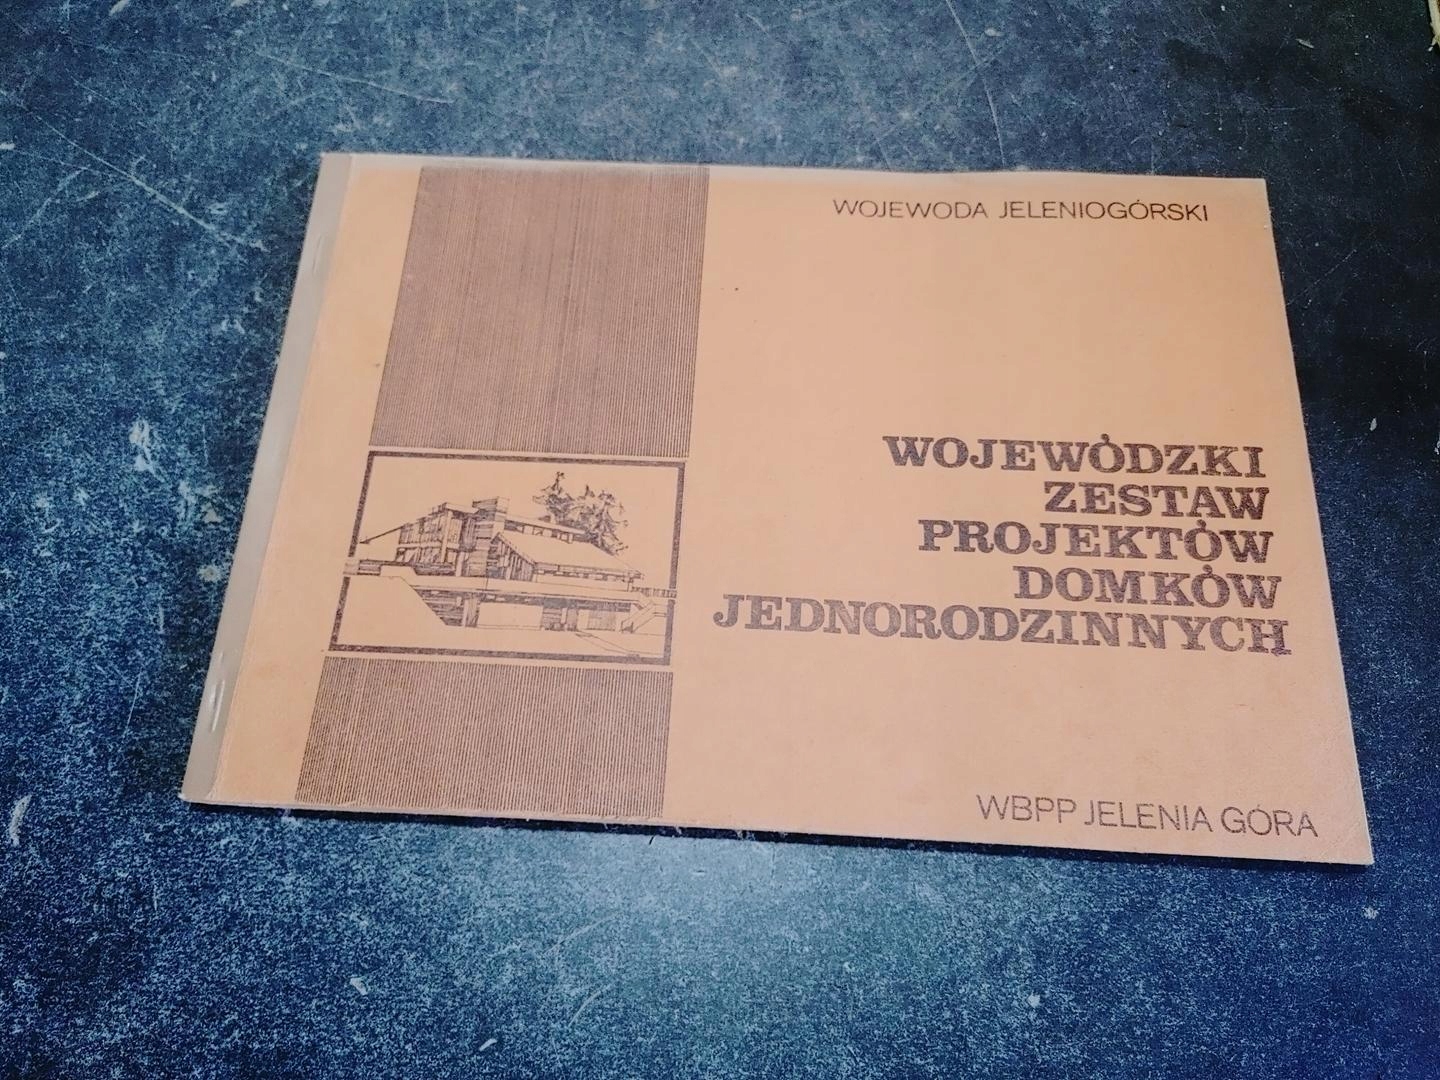 WOJEWODA JELENIOGÓRSKI
WOJEWÓDZKI
ZESTAW
PROJEKTÓW
DOMKÓW
JEDNORODZINNYCH
WBPP JELENIA GÓRA